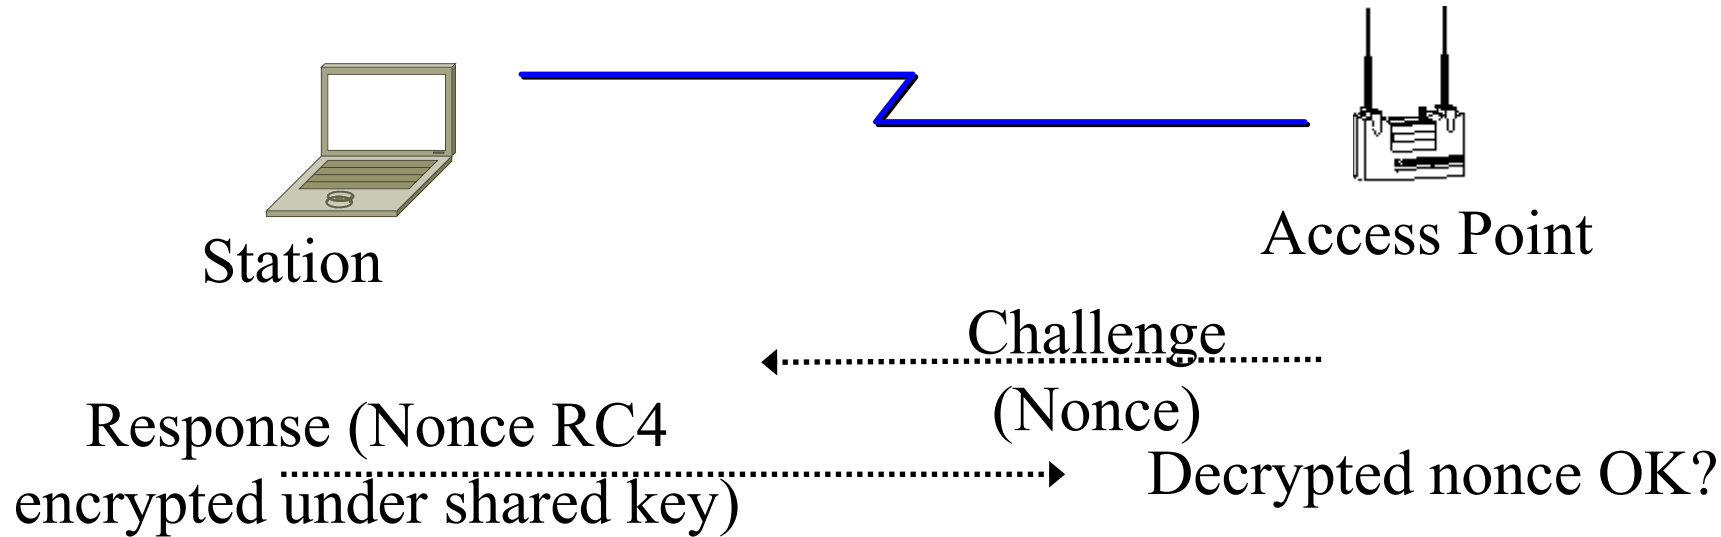 Station
Access Point
Challenge
(Nonce)
Response (Nonce RC4
encrypted under shared key)
Decrypted nonce OK?